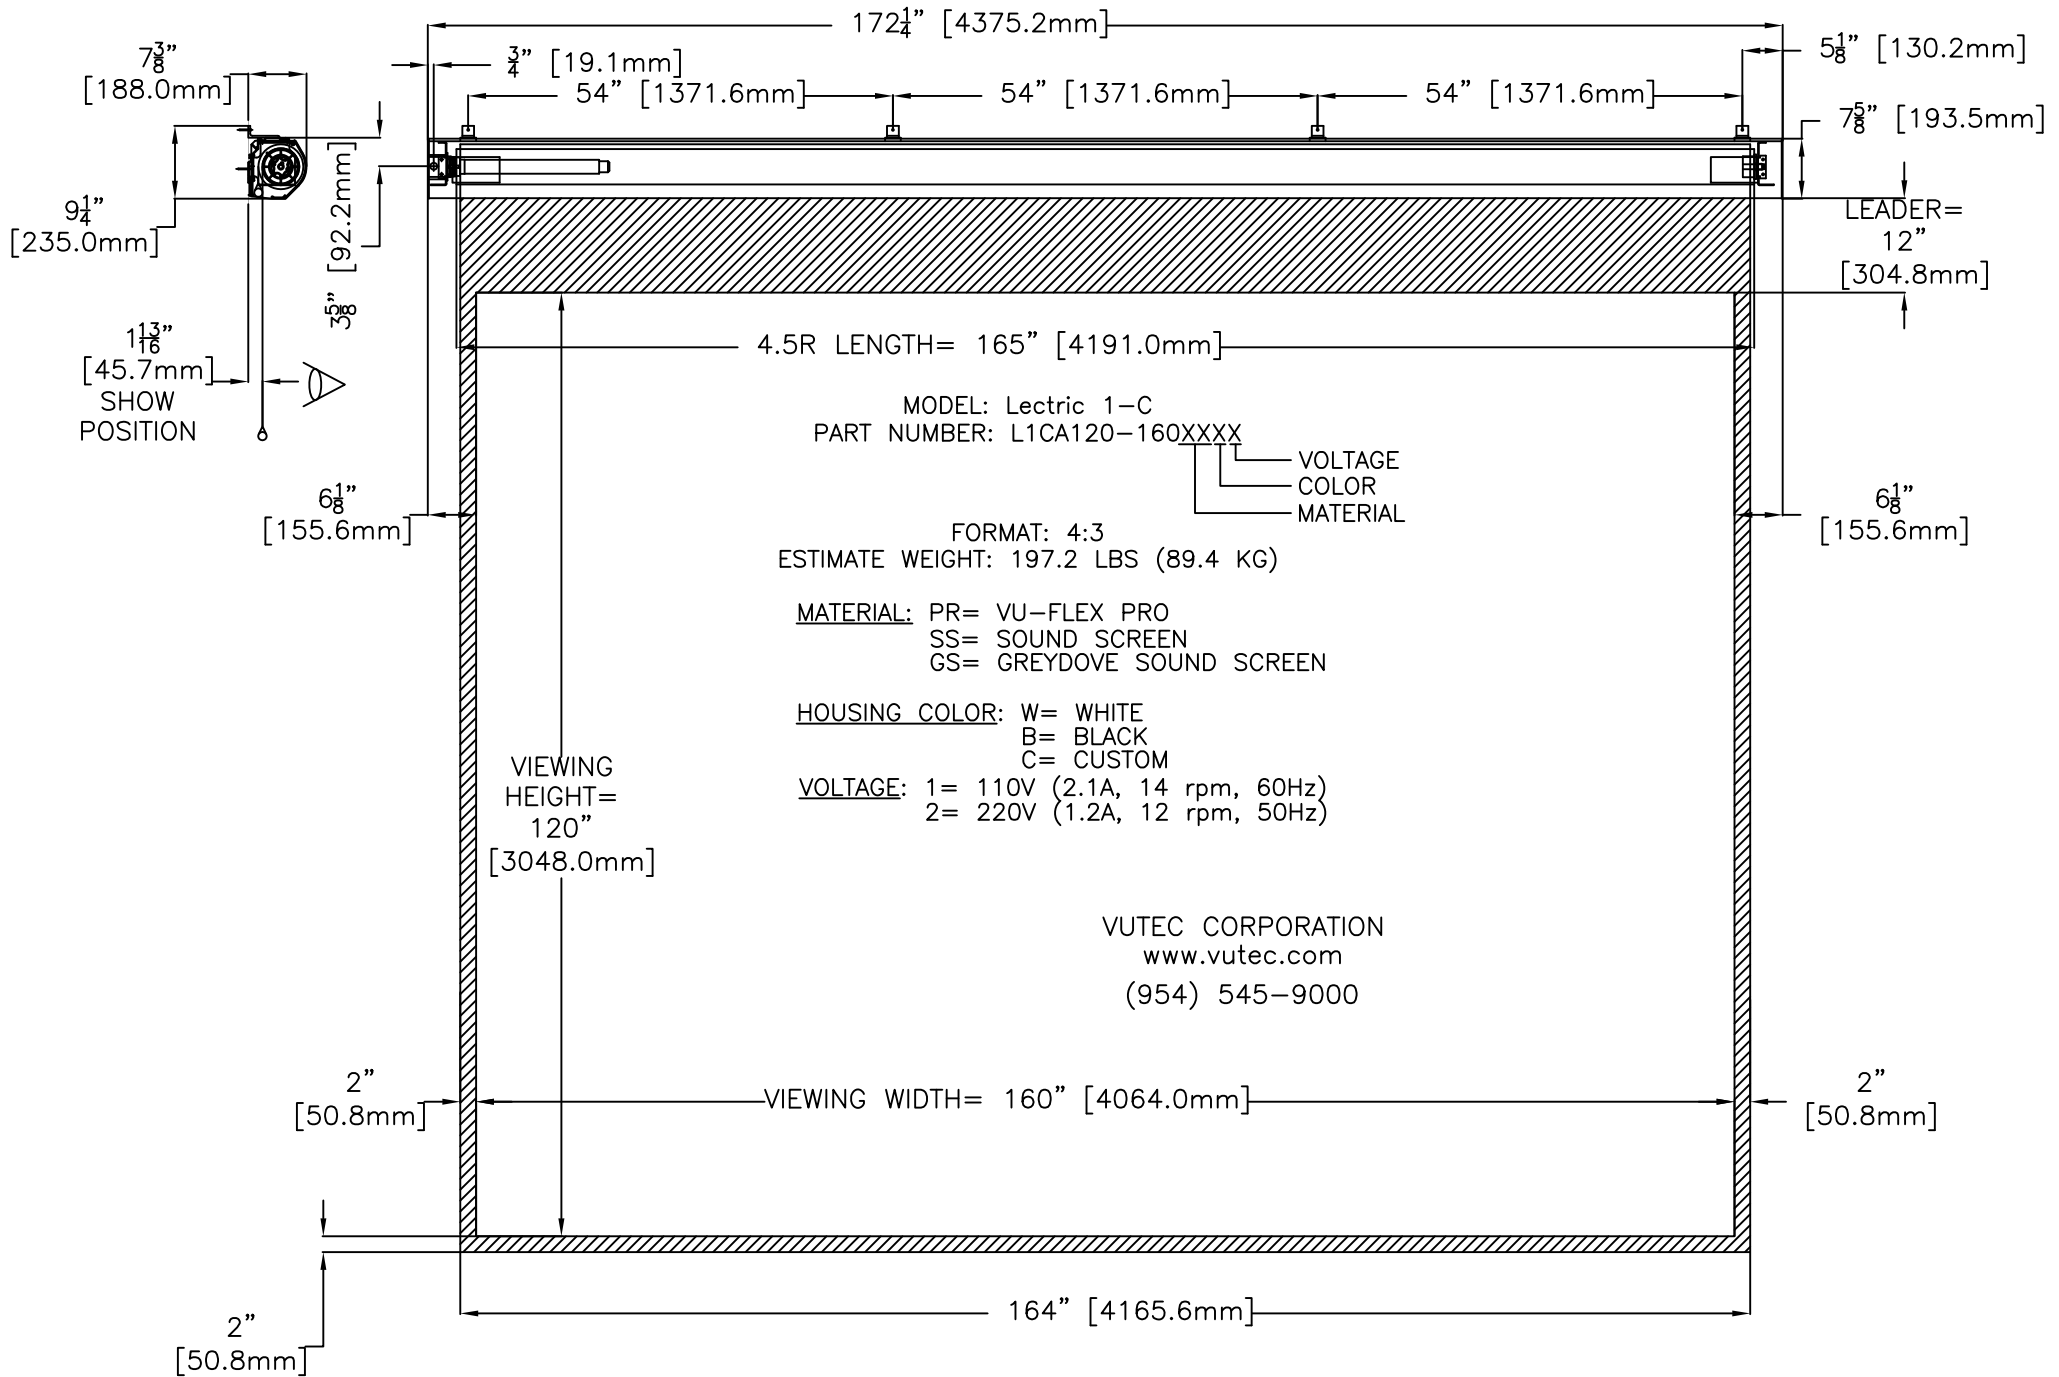 172 1/4” [4375.2mm]
7 3/8”
[188.0mm]
3/4” [19.1mm]
5 1/8” [130.2mm]
54” [1371.6mm]
54” [1371.6mm]
54” [1371.6mm]
7 5/8” [193.5mm]
9 1/4”
[235.0mm]
3 5/8” [92.2mm]
LEADER=
12”
[304.8mm]
1 13/16”
[45.7mm]
SHOW
POSITION
4.5R LENGTH= 165” [4191.0mm]
MODEL: Lectric 1-C
PART NUMBER: L1CA120-160XXXX
VOLTAGE
COLOR
MATERIAL
6 1/8”
[155.6mm]
6 1/8”
[155.6mm]
FORMAT: 4:3
ESTIMATE WEIGHT: 197.2 LBS (89.4 KG)
MATERIAL: PR= VU-FLEX PRO
SS= SOUND SCREEN
GS= GREYDOVE SOUND SCREEN
HOUSING COLOR: W= WHITE
B= BLACK
C= CUSTOM
VOLTAGE: 1= 110V (2.1A, 14 rpm, 60Hz)
2= 220V (1.2A, 12 rpm, 50Hz)
VIEWING
HEIGHT=
120”
[3048.0mm]
VUTEC CORPORATION
www.vutec.com
(954) 545-9000
2”
[50.8mm]
VIEWING WIDTH= 160” [4064.0mm]
2”
[50.8mm]
164” [4165.6mm]
2”
[50.8mm]